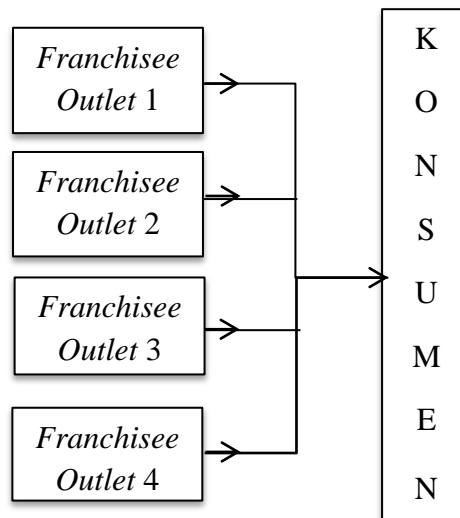 Franchisee
Outlet 1
Franchisee
Outlet 2
Franchisee
Outlet 3
Franchisee
Outlet 4
K
O
N
S
U
M
E
N